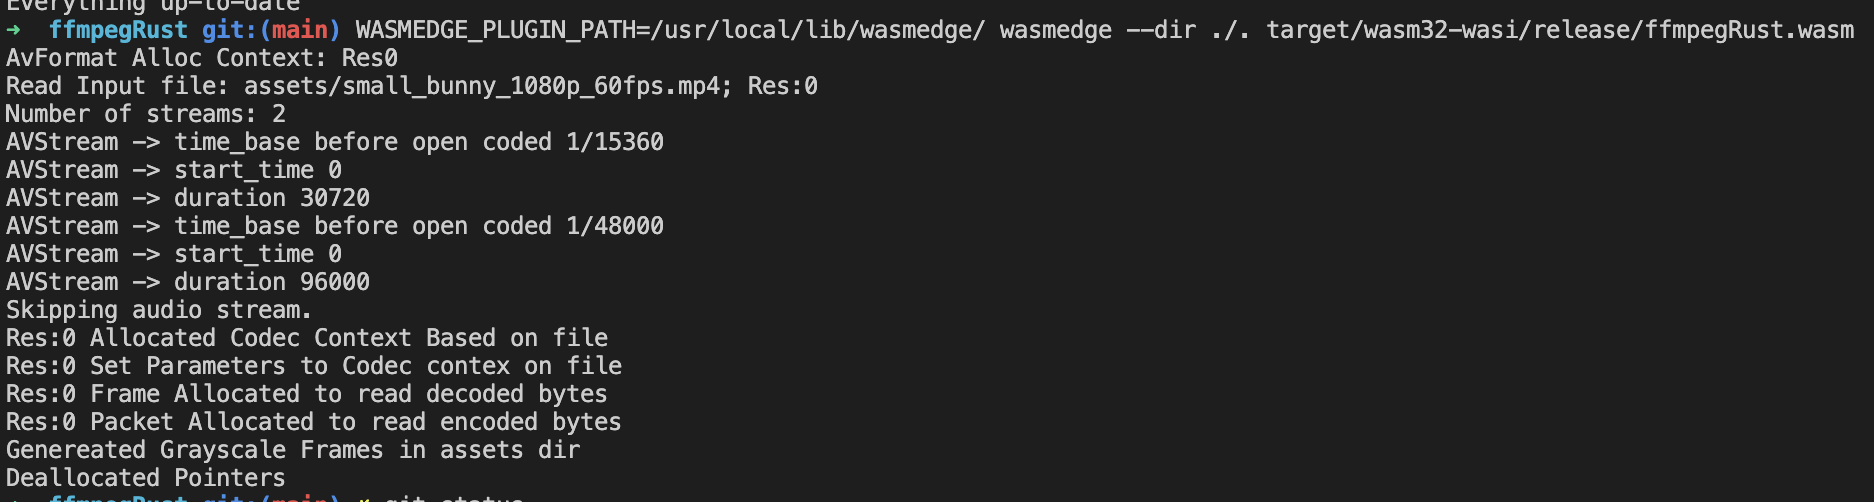 Everything up-to-date
→ ffmpegRust git:(main) WASMEDGE_PLUGIN_PATH=/usr/local/lib/wasmedge/ wasmedge --dir ./. target/wasm32-wasi/release/ffmpegRust.wasm
AvFormat Alloc Context: Res0
Read Input file: assets/small_bunny_1080p_60fps.mp4; Res:0
Number of streams: 2
AVStream -> time_base before open coded 1/15360
AVStream -> start_time 0
AVStream -> duration 30720
AVStream -> time_base before open coded 1/48000
AVStream -> start_time 0
AVStream -> duration 96000
Skipping audio stream.
Res:0 Allocated Codec Context Based on file
Res:0 Set Parameters to Codec contex on file
Res:0 Frame Allocated to read decoded bytes
Res:0 Packet Allocated to read encoded bytes
Genereated Grayscale Frames in assets dir
Deallocated Pointers
→ ffmpegRust git:(main) ✗ git status